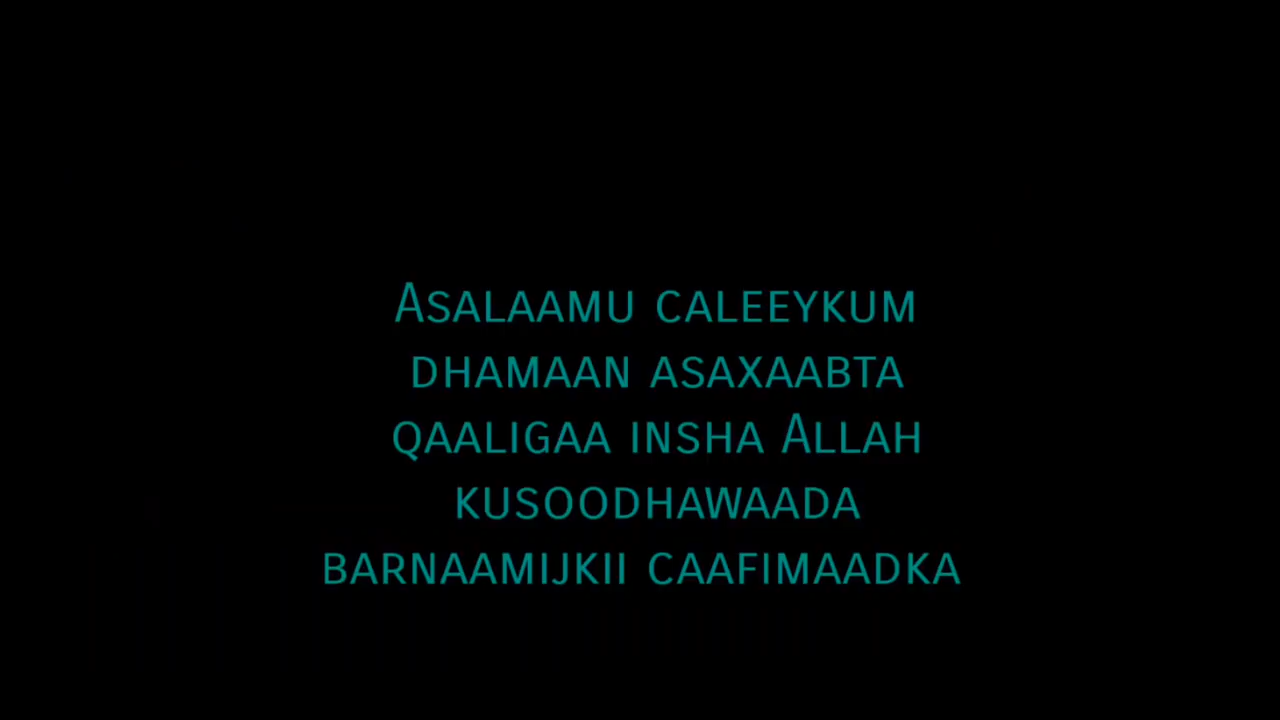 Asalaamu caleeykum
dhamaan asaxaabta
qaaligaa insha Allah
kusoodhawaada
barnaamijkii caafimaadka